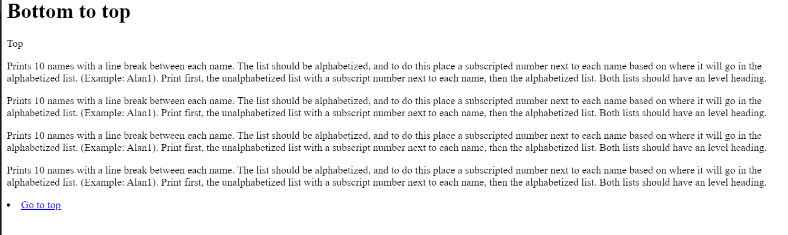 Bottom to top
Top
Prints 10 names with a line break between each name. The list should be alphabetized, and to do this place a subscripted number next to each name based on where it will go in the
alphabetized list. (Example: Alan1). Print first, the unalphabetized list with a subscript number next to each name, then the alphabetized list. Both lists should have an level heading.
Prints 10 names with a line break between each name. The list should be alphabetized, and to do this place a subscripted number next to each name based on where it will go in the
alphabetized list. (Example: Alan1). Print first, the unalphabetized list with a subscript number next to each name, then the alphabetized list. Both lists should have an level heading.
Prints 10 names with a line break between each name. The list should be alphabetized, and to do this place a subscripted number next to each name based on where it will go in the
alphabetized list. (Example: Alan1). Print first, the unalphabetized list with a subscript number next to each name, then the alphabetized list. Both lists should have an level heading.
Prints 10 names with a line break between each name. The list should be alphabetized, and to do this place a subscripted number next to each name based on where it will go in the
alphabetized list. (Example: Alan1). Print first, the unalphabetized list with a subscript number next to each name, then the alphabetized list. Both lists should have an level heading.
• Go to top